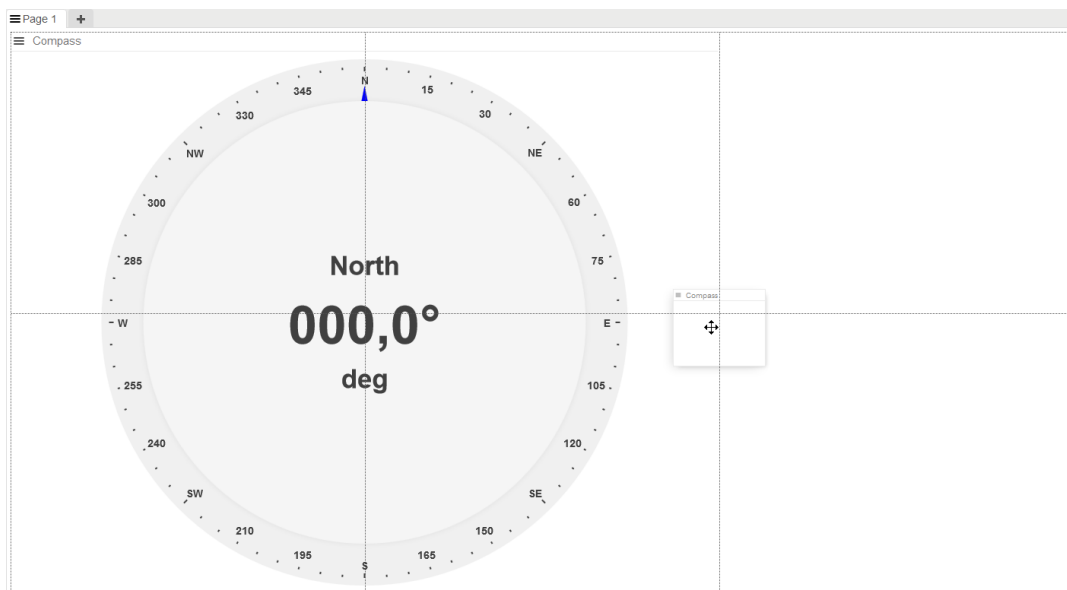 Page 1 +
Compass
N
345 15
330 30
NW NE
300 60
North
285 75
Compass
000,0°
W E
deg
255 105
240 120
SW SE
210 150
195 165
S